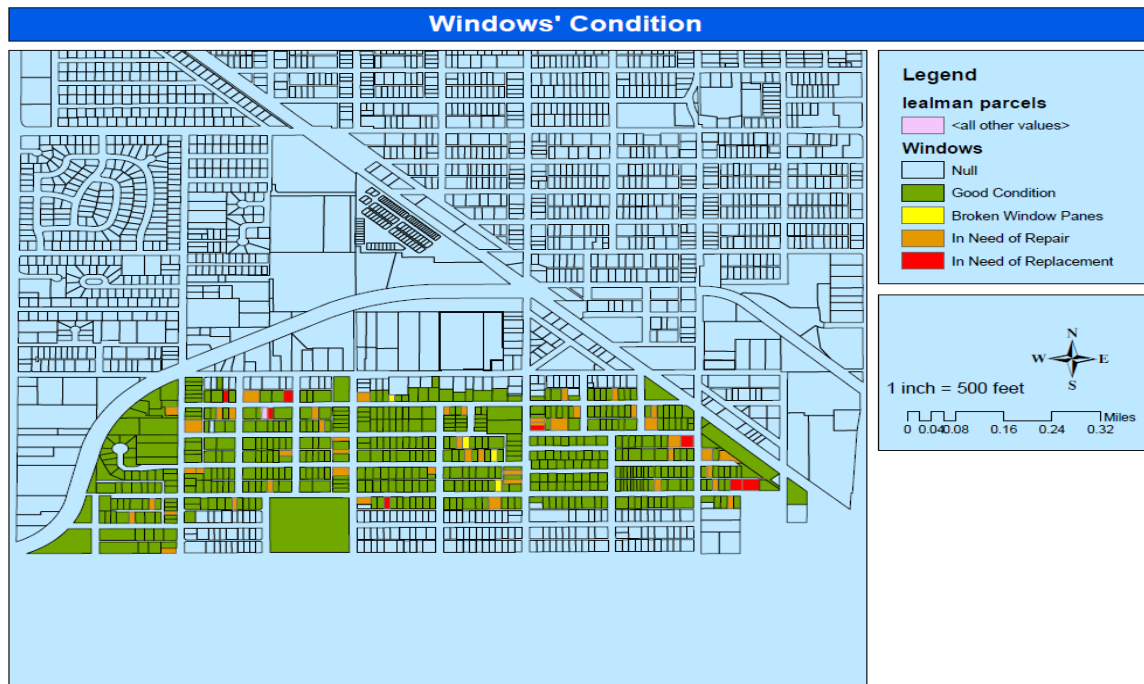 Windows' Condition
Legend
lealman parcels
<all other values>
Windows
Null
Good Condition
Broken Window Panes
In Need of Repair
In Need of Replacement
N
W E
S
1 inch = 500 feet
Miles
0 0.04 0.08 0.16 0.24 0.32